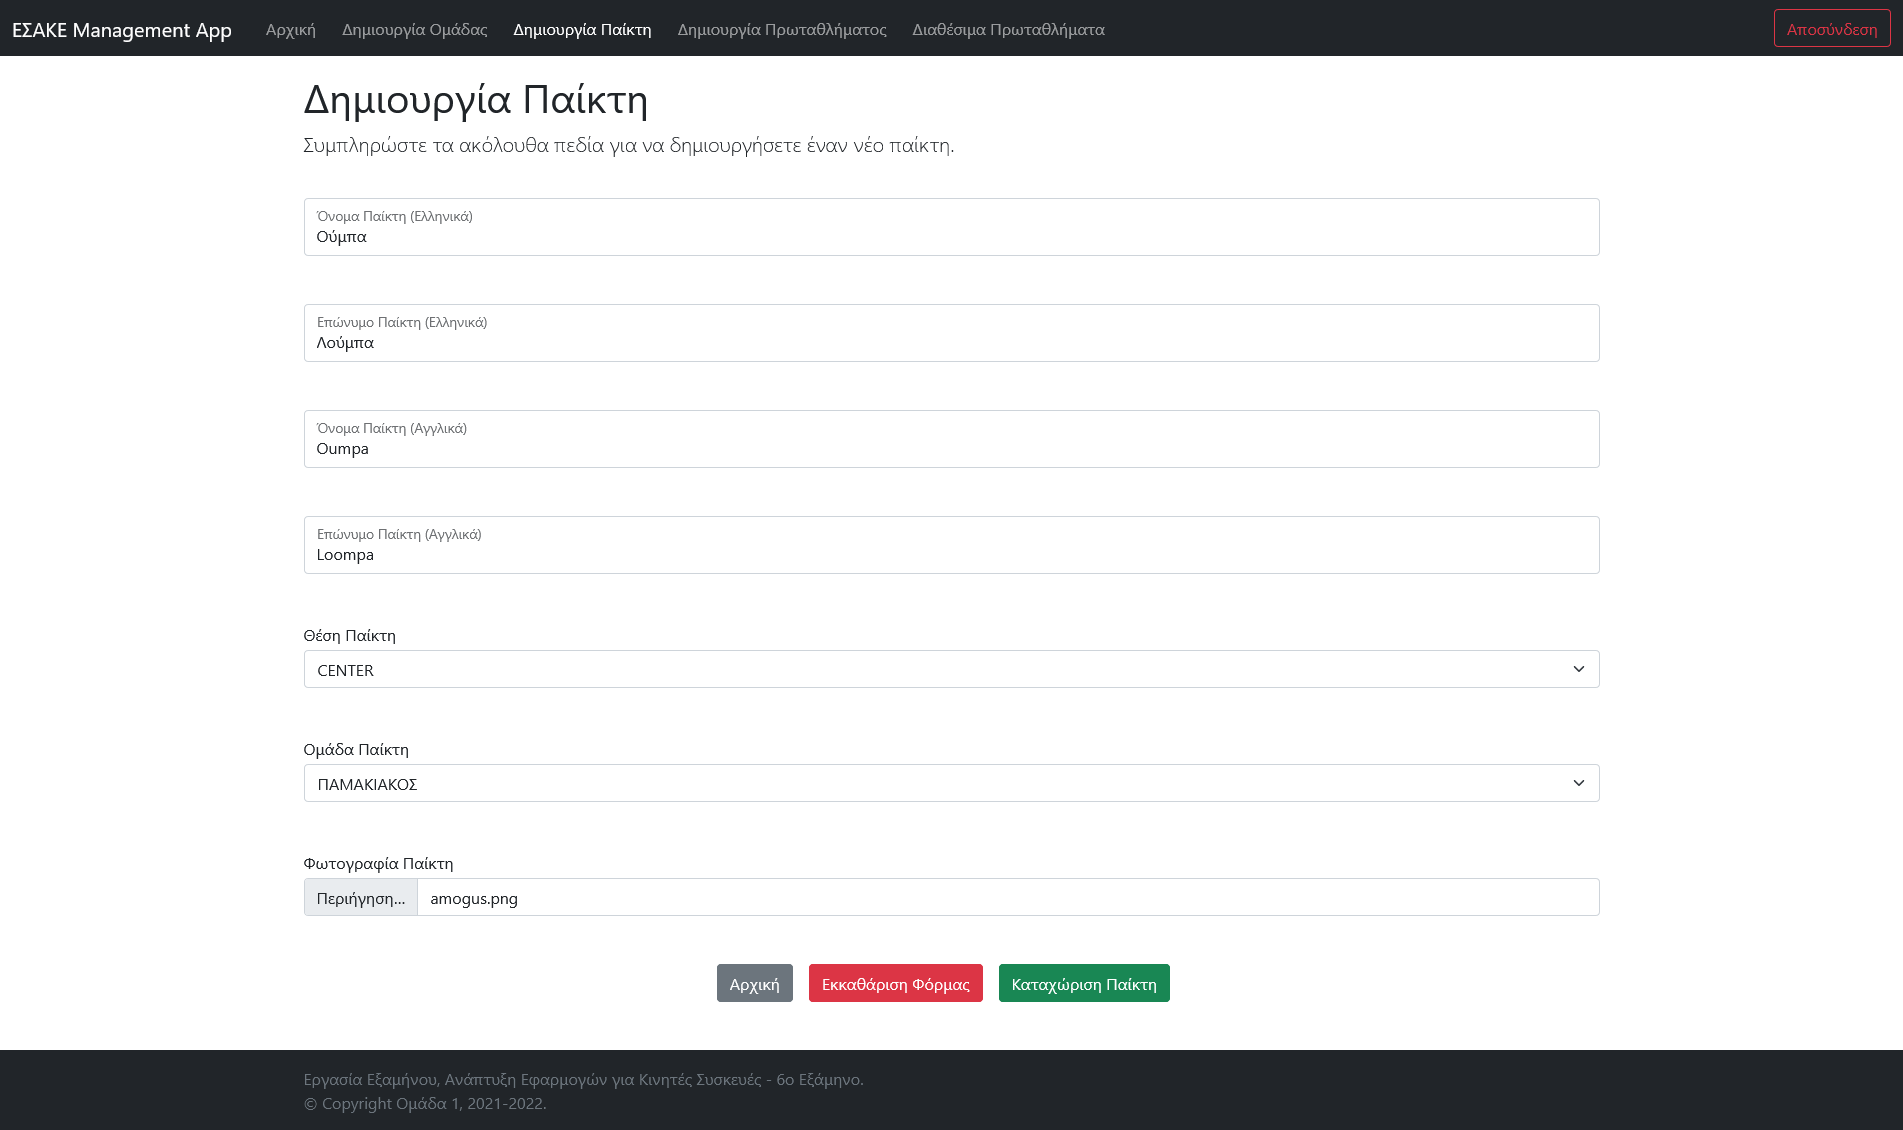 ΕΣΑΚΕ Management App Αρχική Δημιουργία Ομάδας Δημιουργία Παίκτη Δημιουργία Πρωταθλήματος Διαθέσιμα Πρωταθλήματα Αποσύνδεση
Δημιουργία Παίκτη
Συμπληρώστε τα ακόλουθα πεδία για να δημιουργήσετε έναν νέο παίκτη.
Όνομα Παίκτη (Ελληνικά)
Ούμπα
Επώνυμο Παίκτη (Ελληνικά)
Λούμπα
Όνομα Παίκτη (Αγγλικά)
Oumpa
Επώνυμο Παίκτη (Αγγλικά)
Loompa
Θέση Παίκτη
CENTER
Ομάδα Παίκτη
ΠΑΜΑΚΙΑΚΟΣ
Φωτογραφία Παίκτη
Περιήγηση... amogus.png
Αρχική Εκκαθάριση Φόρμας Καταχώριση Παίκτη
Εργασία Εξαμήνου, Ανάπτυξη Εφαρμογών για Κινητές Συσκευές - 6ο Εξάμηνο.
© Copyright Ομάδα 1, 2021-2022.